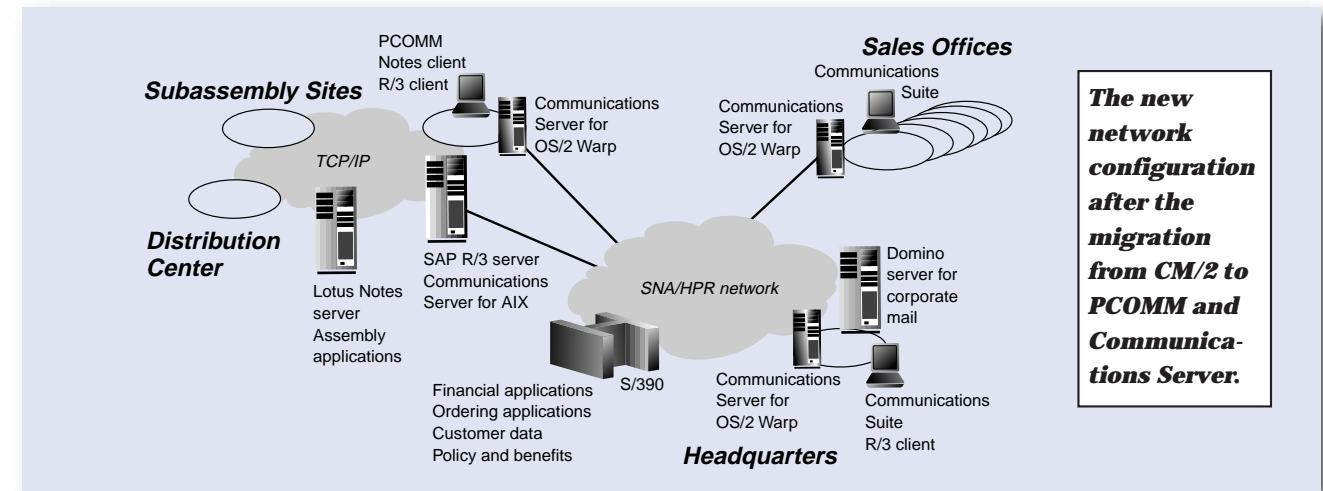 PCOMM
Notes client
R/3 client
Subassembly Sites
Communications
Server for
OS/2 Warp
TCP/IP
Distribution
Center
Lotus Notes
server
Assembly
applications
SAP R/3 server
Communications
Server for AIX
Sales Offices
Communications
Suite
Communications
Server for
OS/2 Warp
SNA/HPR network
Domino
server for
corporate
mail
S/390
Financial applications
Ordering applications
Customer data
Policy and benefits
Communications
Server for
OS/2 Warp
Communications
Suite
R/3 client
Headquarters
The new
network
configuration
after the
migration
from CM/2 to
PCOMM and
Communica-
tions Server.